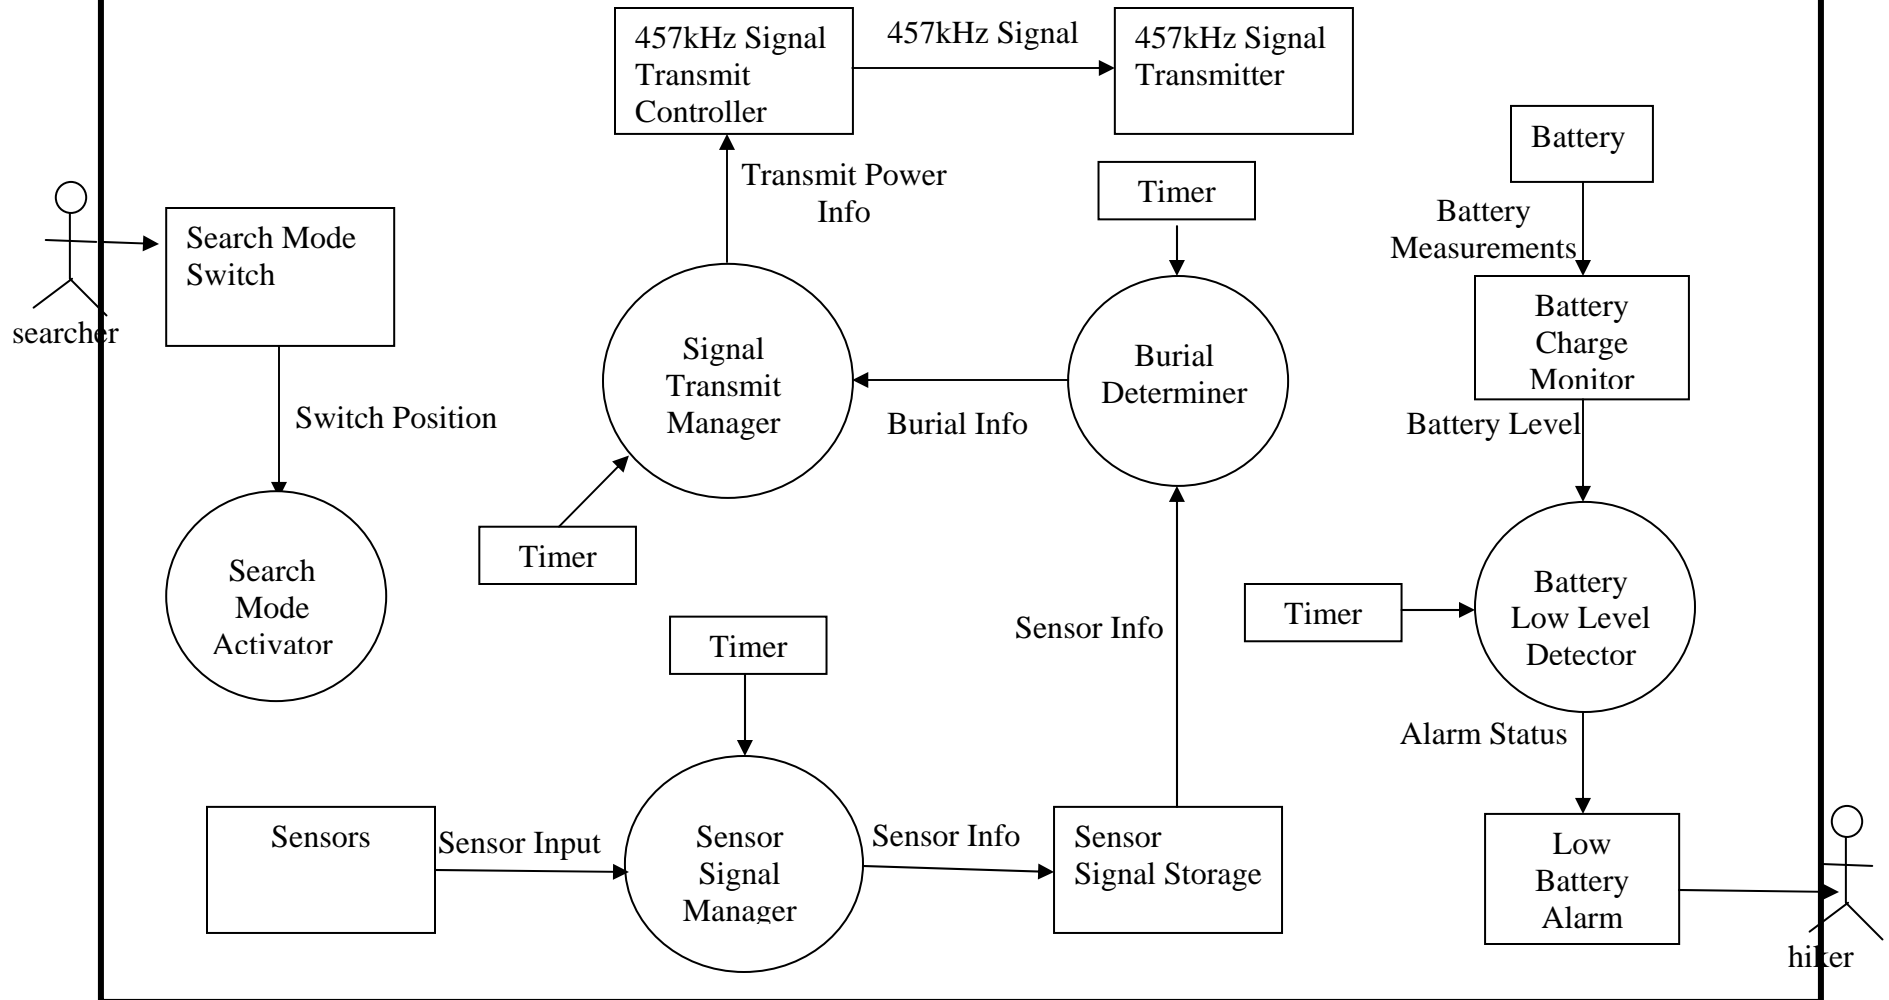 457kHz Signal
Transmit
Controller
457kHz Signal
457kHz Signal
Transmitter
Battery
Transmit Power
Info
Timer
Battery
Measurements
Search Mode
Switch
searcher
Battery
Charge
Monitor
Signal
Transmit
Manager
Burial
Determiner
Switch Position
Burial Info
Battery Level
Timer
Search
Mode
Activator
Timer
Sensor Info
Timer
Battery
Low Level
Detector
Alarm Status
Sensors
Sensor Input
Sensor
Signal
Manager
Sensor Info
Sensor
Signal Storage
Low
Battery
Alarm
hiker